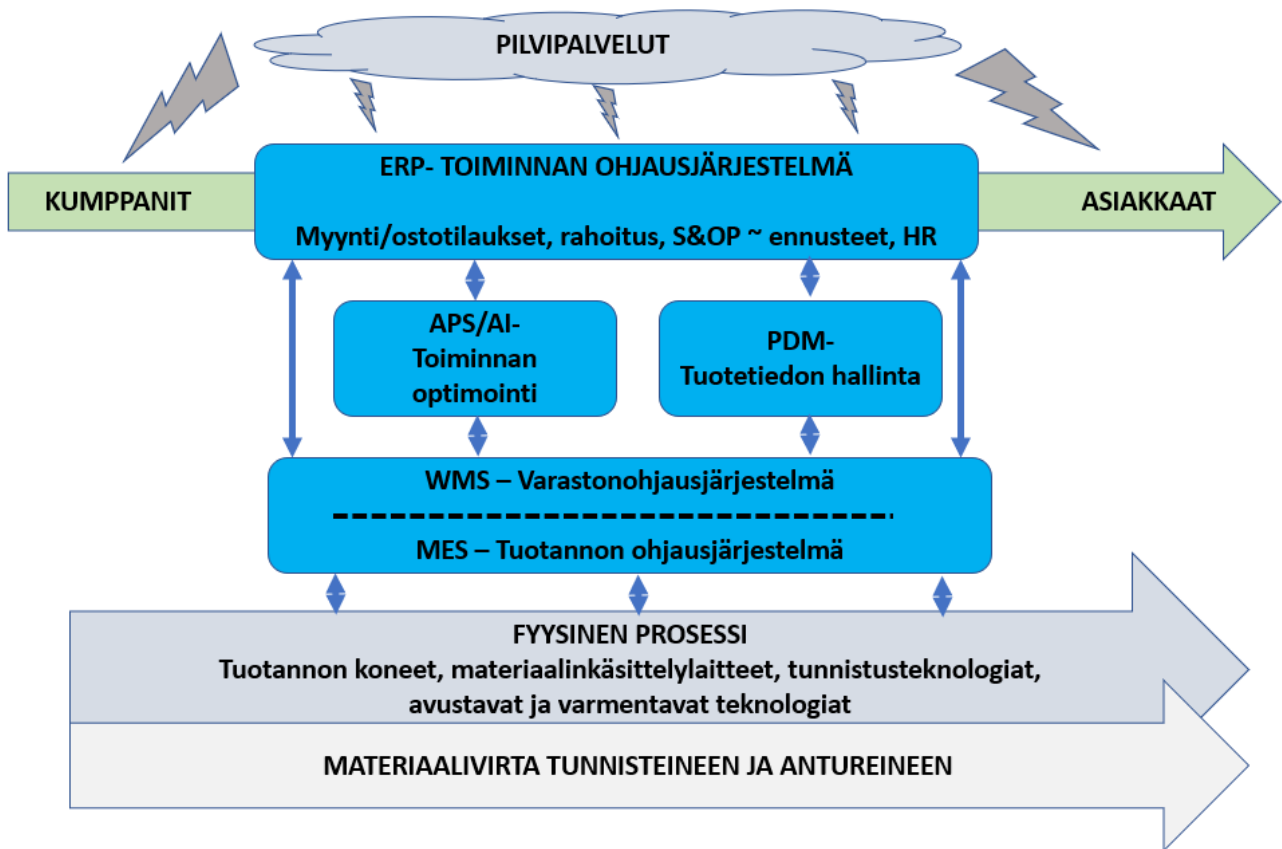 PILVIPALVELUT
ERP- TOIMINNAN OHJAUSJÄRJESTELMÄ
KUMPPANIT
ASIAKKAAT
Myynti/ostotilaukset, rahoitus, S&OP ~ ennusteet, HR
APS/AI-
Toiminnan
optimointi
PDM-
Tuotetiedon hallinta
WMS – Varastonohjausjärjestelmä
MES – Tuotannon ohjausjärjestelmä
FYYSINEN PROSESSI
Tuotannon koneet, materiaalinkäsittelylaitteet, tunnistusteknologiat,
avustavat ja varmentavat teknologiat
MATERIAALIVIRTA TUNNISTEINEEN JA ANTUREINEEN